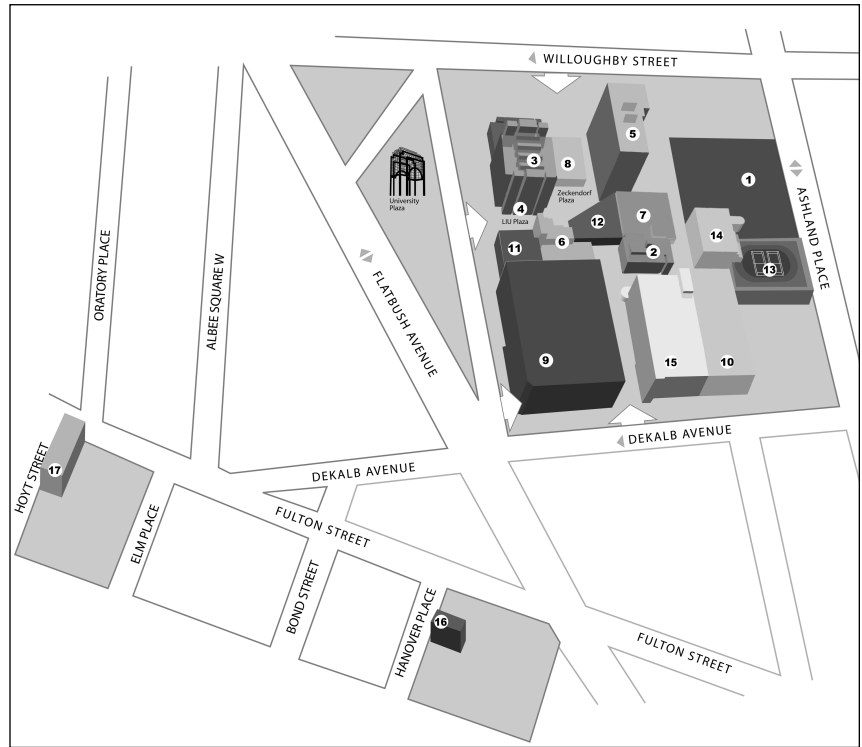 WILLOUGHBY STREET
5
3
8
1
University
Plaza
Zeckendorf
Plaza
4
LIU Plaza
12
7
14
ASHLAND PLACE
11
6
2
13
ORATORY PLACE
ALBEE SQUARE W
FLATBUSH AVENUE
9
15
10
DEKALB AVENUE
HOYT STREET
17
DEKALB AVENUE
ELM PLACE
FULTON STREET
BOND STREET
HANOVER PLACE
16
FULTON STREET